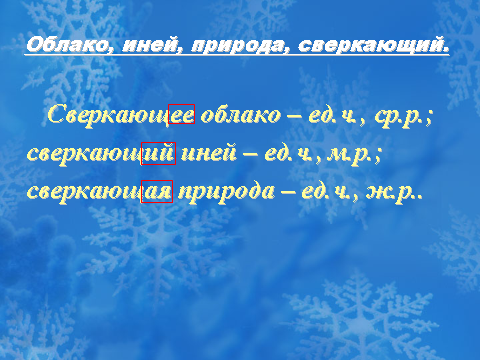 Облако, иней, природа, сверкающий.
Сверкающее облако – ед.ч., ср.р.;
сверкающий иней – ед.ч., м.р.;
сверкающая природа – ед.ч., ж.р..